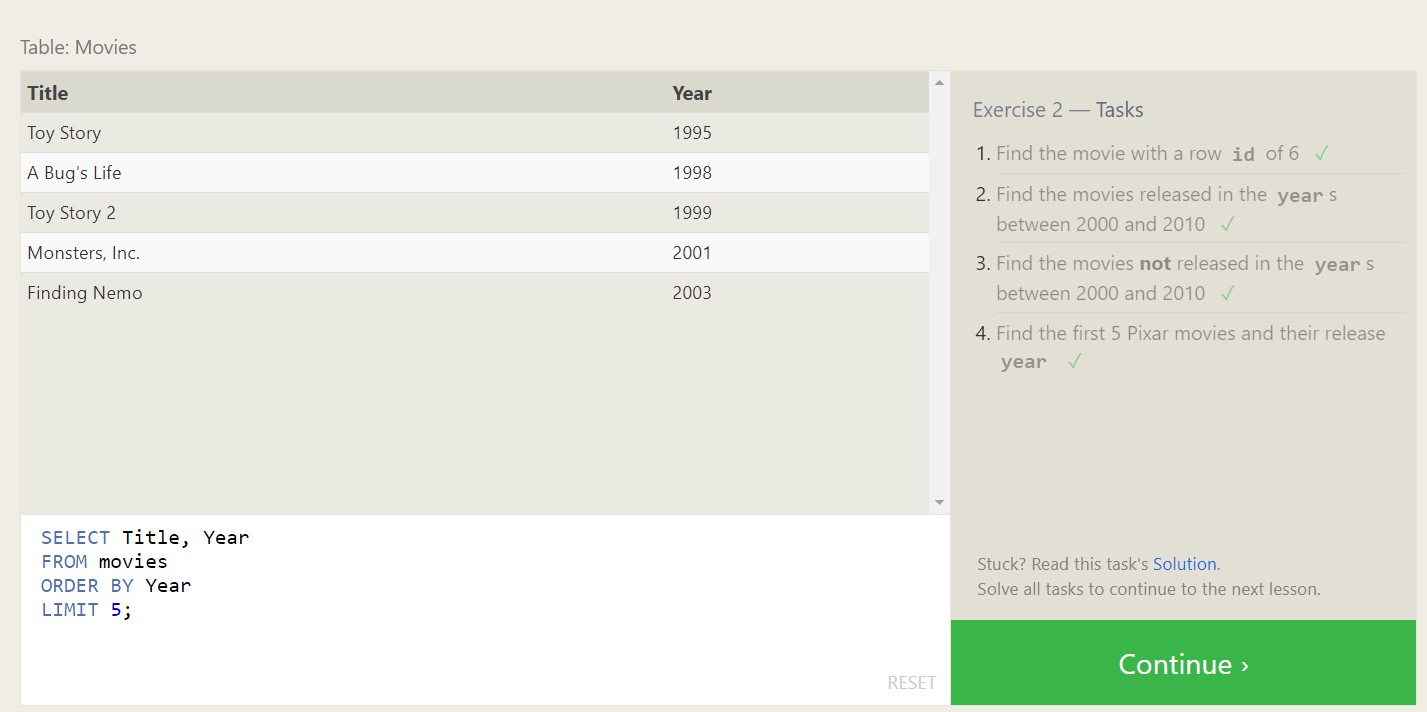 Table: Movies
Title Year
Toy Story 1995
A Bug's Life 1998
Toy Story 2 1999
Monsters, Inc. 2001
Finding Nemo 2003
SELECT Title, Year
FROM movies
ORDER BY Year
LIMIT 5;
RESET
Exercise 2 — Tasks
1. Find the movie with a row id of 6 ✓
2. Find the movies released in the year s
between 2000 and 2010 ✓
3. Find the movies not released in the year s
between 2000 and 2010 ✓
4. Find the first 5 Pixar movies and their release
year ✓
Stuck? Read this task's Solution.
Solve all tasks to continue to the next lesson.
Continue ›